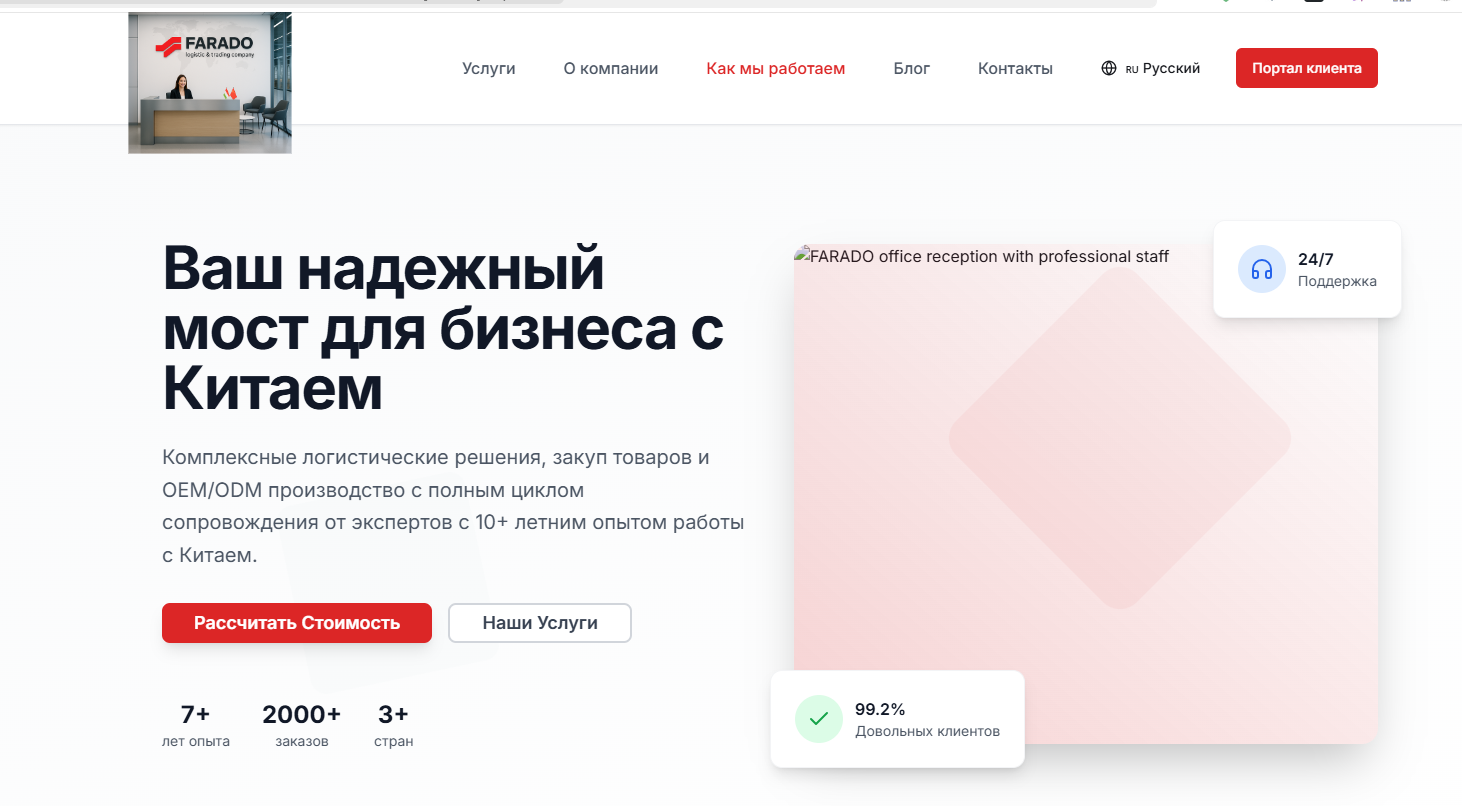 FARADO
logistic & trading company
Услуги
О компании
Как мы работаем
Блог
Контакты
RU Русский
Портал клиента
Ваш надежный
мост для бизнеса с
Китаем
Комплексные логистические решения, закуп товаров и
OEM/ODM производство с полным циклом
сопровождения от экспертов с 10+ летним опытом работы
с Китаем.
Рассчитать Стоимость
Наши Услуги
7+
лет опыта
2000+
заказов
3+
стран
FARADO office reception with professional staff
24/7
Поддержка
99.2%
Довольных клиентов